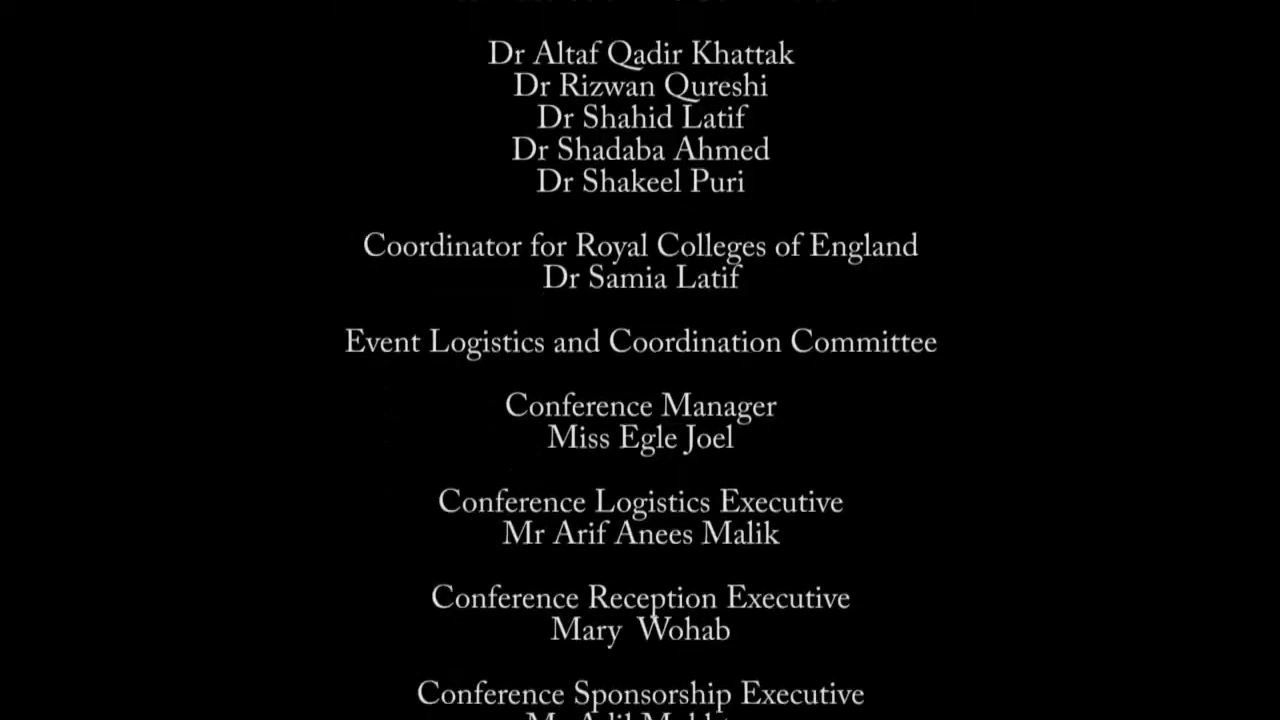 Dr Altaf Qadir Khattak
Dr Rizwan Qureshi
Dr Shahid Latif
Dr Shadaba Ahmed
Dr Shakeel Puri
Coordinator for Royal Colleges of England
Dr Samia Latif
Event Logistics and Coordination Committee
Conference Manager
Miss Egle Joel
Conference Logistics Executive
Mr Arif Anees Malik
Conference Reception Executive
Mary Wohab
Conference Sponsorship Executive